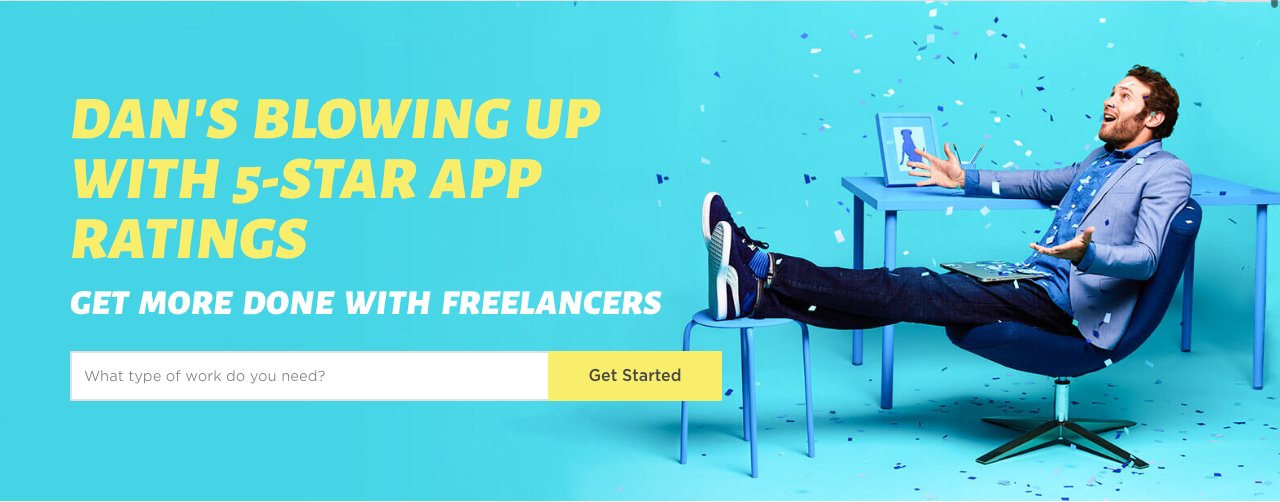 DAN'S BLOWING UP
WITH 5-STAR APP
RATINGS
GET MORE DONE WITH FREELANCERS
What type of work do you need?
Get Started